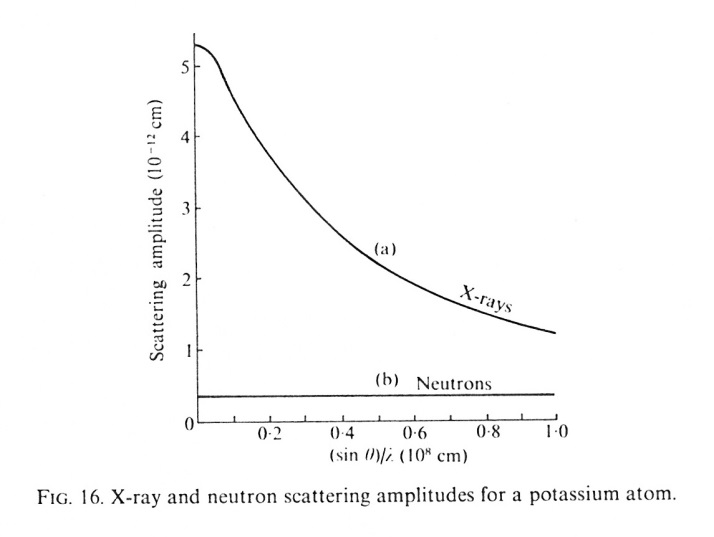 5
4
3
2
1
0
Scattering amplitude (10⁻¹² cm)
(a)
X-rays
(b) Neutrons
0·2 0·4 0·6 0·8 1·0
(sin θ)/λ (10⁸ cm)
FIG. 16. X-ray and neutron scattering amplitudes for a potassium atom.